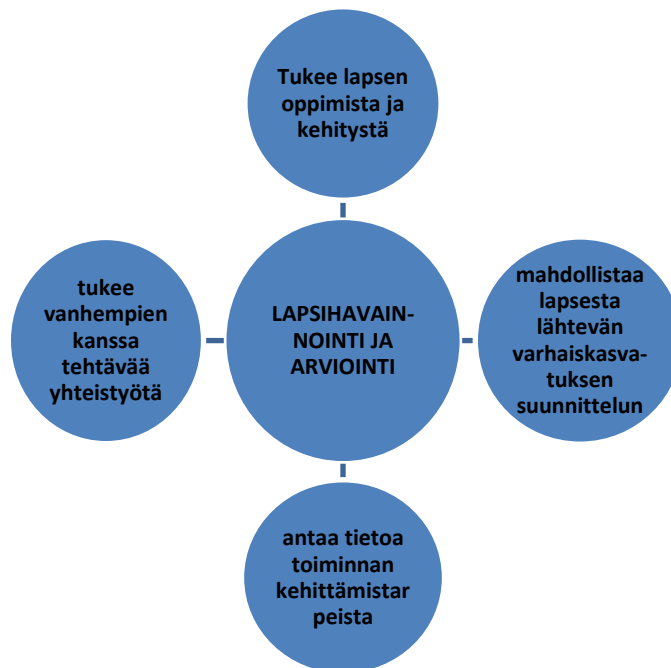 Tukee lapsen
oppimista ja
kehitystä
tukee
vanhempien
kanssa
tehtävää
yhteistyötä
LAPSIHAVAIN-
NOINTI JA
ARVIOINTI
mahdollistaa
lapsesta
lähtevän
varhaiskasva-
tuksen
suunnittelun
antaa tietoa
toiminnan
kehittämistar
peista